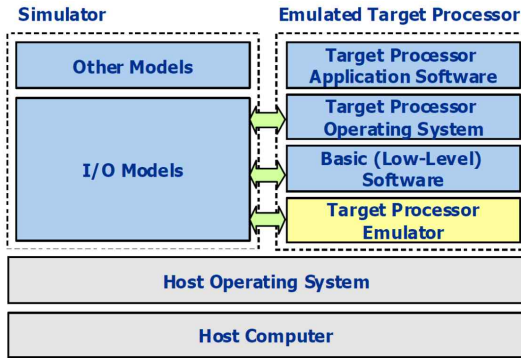 Simulator
Emulated Target Processor
Other Models
I/O Models
Target Processor
Application Software
Target Processor
Operating System
Basic (Low-Level)
Software
Target Processor
Emulator
Host Operating System
Host Computer